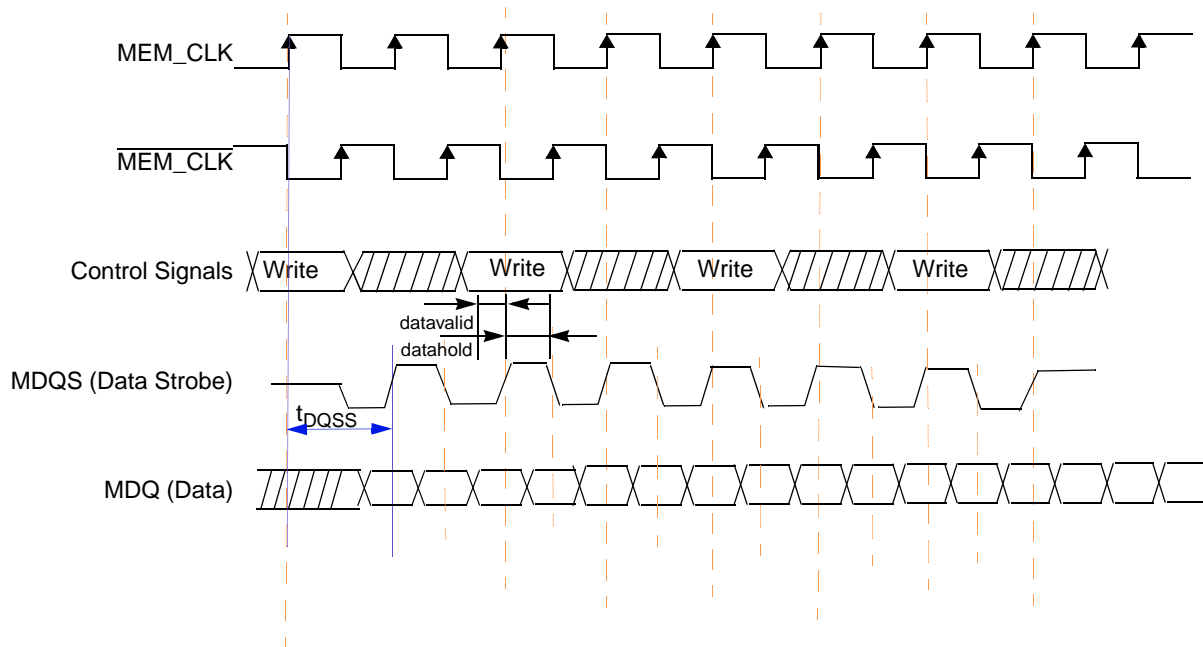 MEM_CLK
MEM_CLK
Control Signals Write Write Write Write
datavalid
datahold
MDQS (Data Strobe)
tDQSS
MDQ (Data)